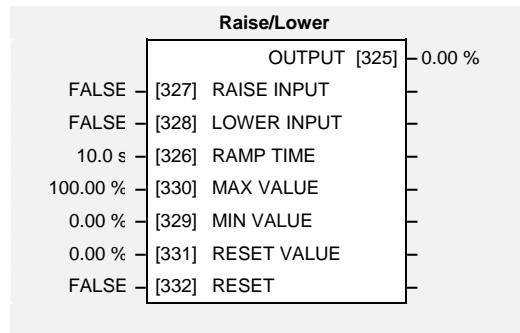 Raise/Lower
OUTPUT [325] 0.00 %
FALSE [327] RAISE INPUT
FALSE [328] LOWER INPUT
10.0 s [326] RAMP TIME
100.00 % [330] MAX VALUE
0.00 % [329] MIN VALUE
0.00 % [331] RESET VALUE
FALSE [332] RESET